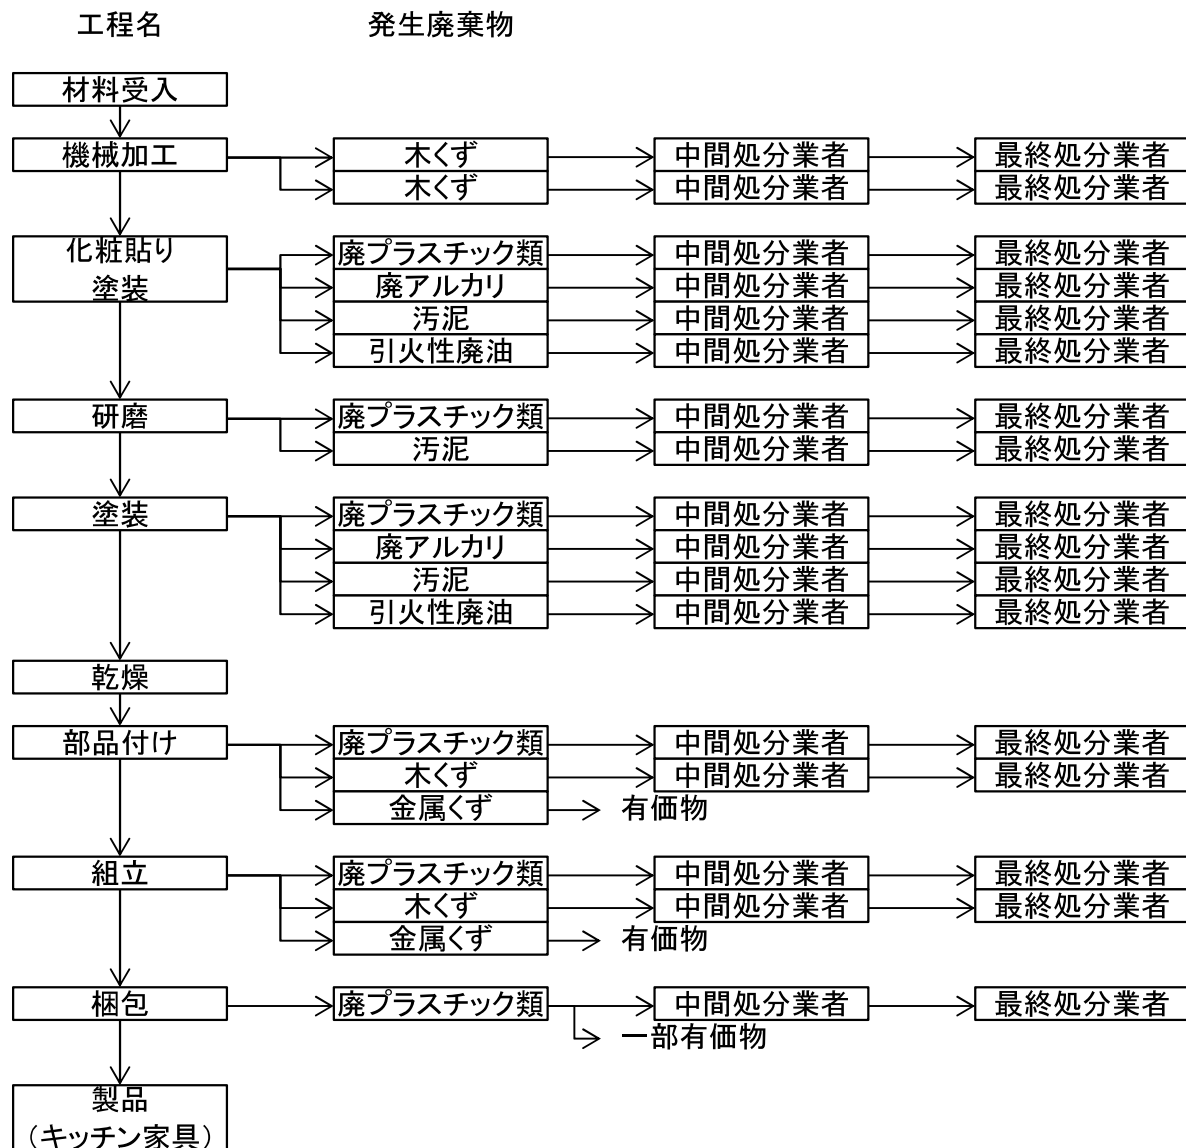 工程名 発生廃棄物
材料受入
機械加工 木くず 中間処分業者 最終処分業者
木くず 中間処分業者 最終処分業者
化粧貼り 廃プラスチック類 中間処分業者 最終処分業者
塗装 廃アルカリ 中間処分業者 最終処分業者
汚泥 中間処分業者 最終処分業者
引火性廃油 中間処分業者 最終処分業者
研磨 廃プラスチック類 中間処分業者 最終処分業者
汚泥 中間処分業者 最終処分業者
塗装 廃プラスチック類 中間処分業者 最終処分業者
廃アルカリ 中間処分業者 最終処分業者
汚泥 中間処分業者 最終処分業者
引火性廃油 中間処分業者 最終処分業者
乾燥
部品付け 廃プラスチック類 中間処分業者 最終処分業者
木くず 中間処分業者 最終処分業者
金属くず 有価物
組立 廃プラスチック類 中間処分業者 最終処分業者
木くず 中間処分業者 最終処分業者
金属くず 有価物
梱包 廃プラスチック類 中間処分業者 最終処分業者
一部有価物
製品
（キッチン家具）